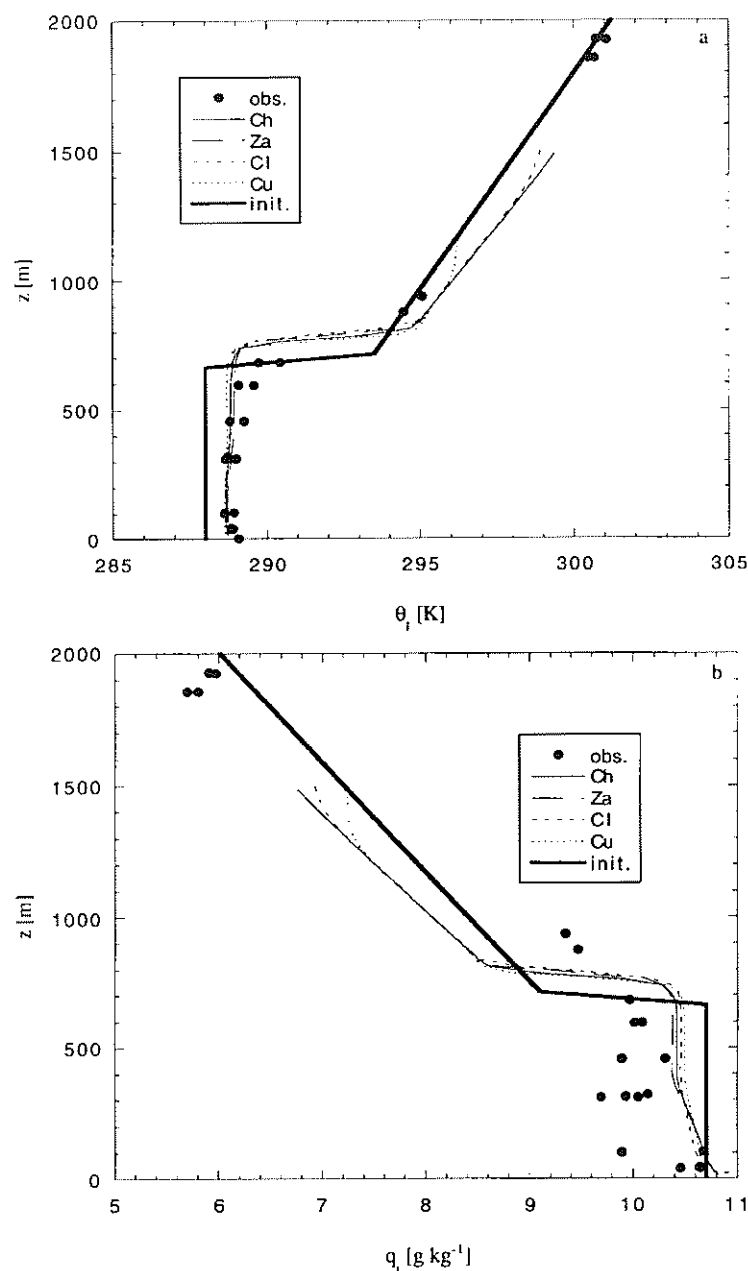 2000
a
obs.
Ch
Za
Cl
Cu
init.
1500
z [m]
1000
500
0
285
290
295
300
305
θ_l [K]
2000
b
obs.
Ch
Za
Cl
Cu
init.
1500
z [m]
1000
500
0
5
6
7
8
9
10
11
q_t [g kg⁻¹]